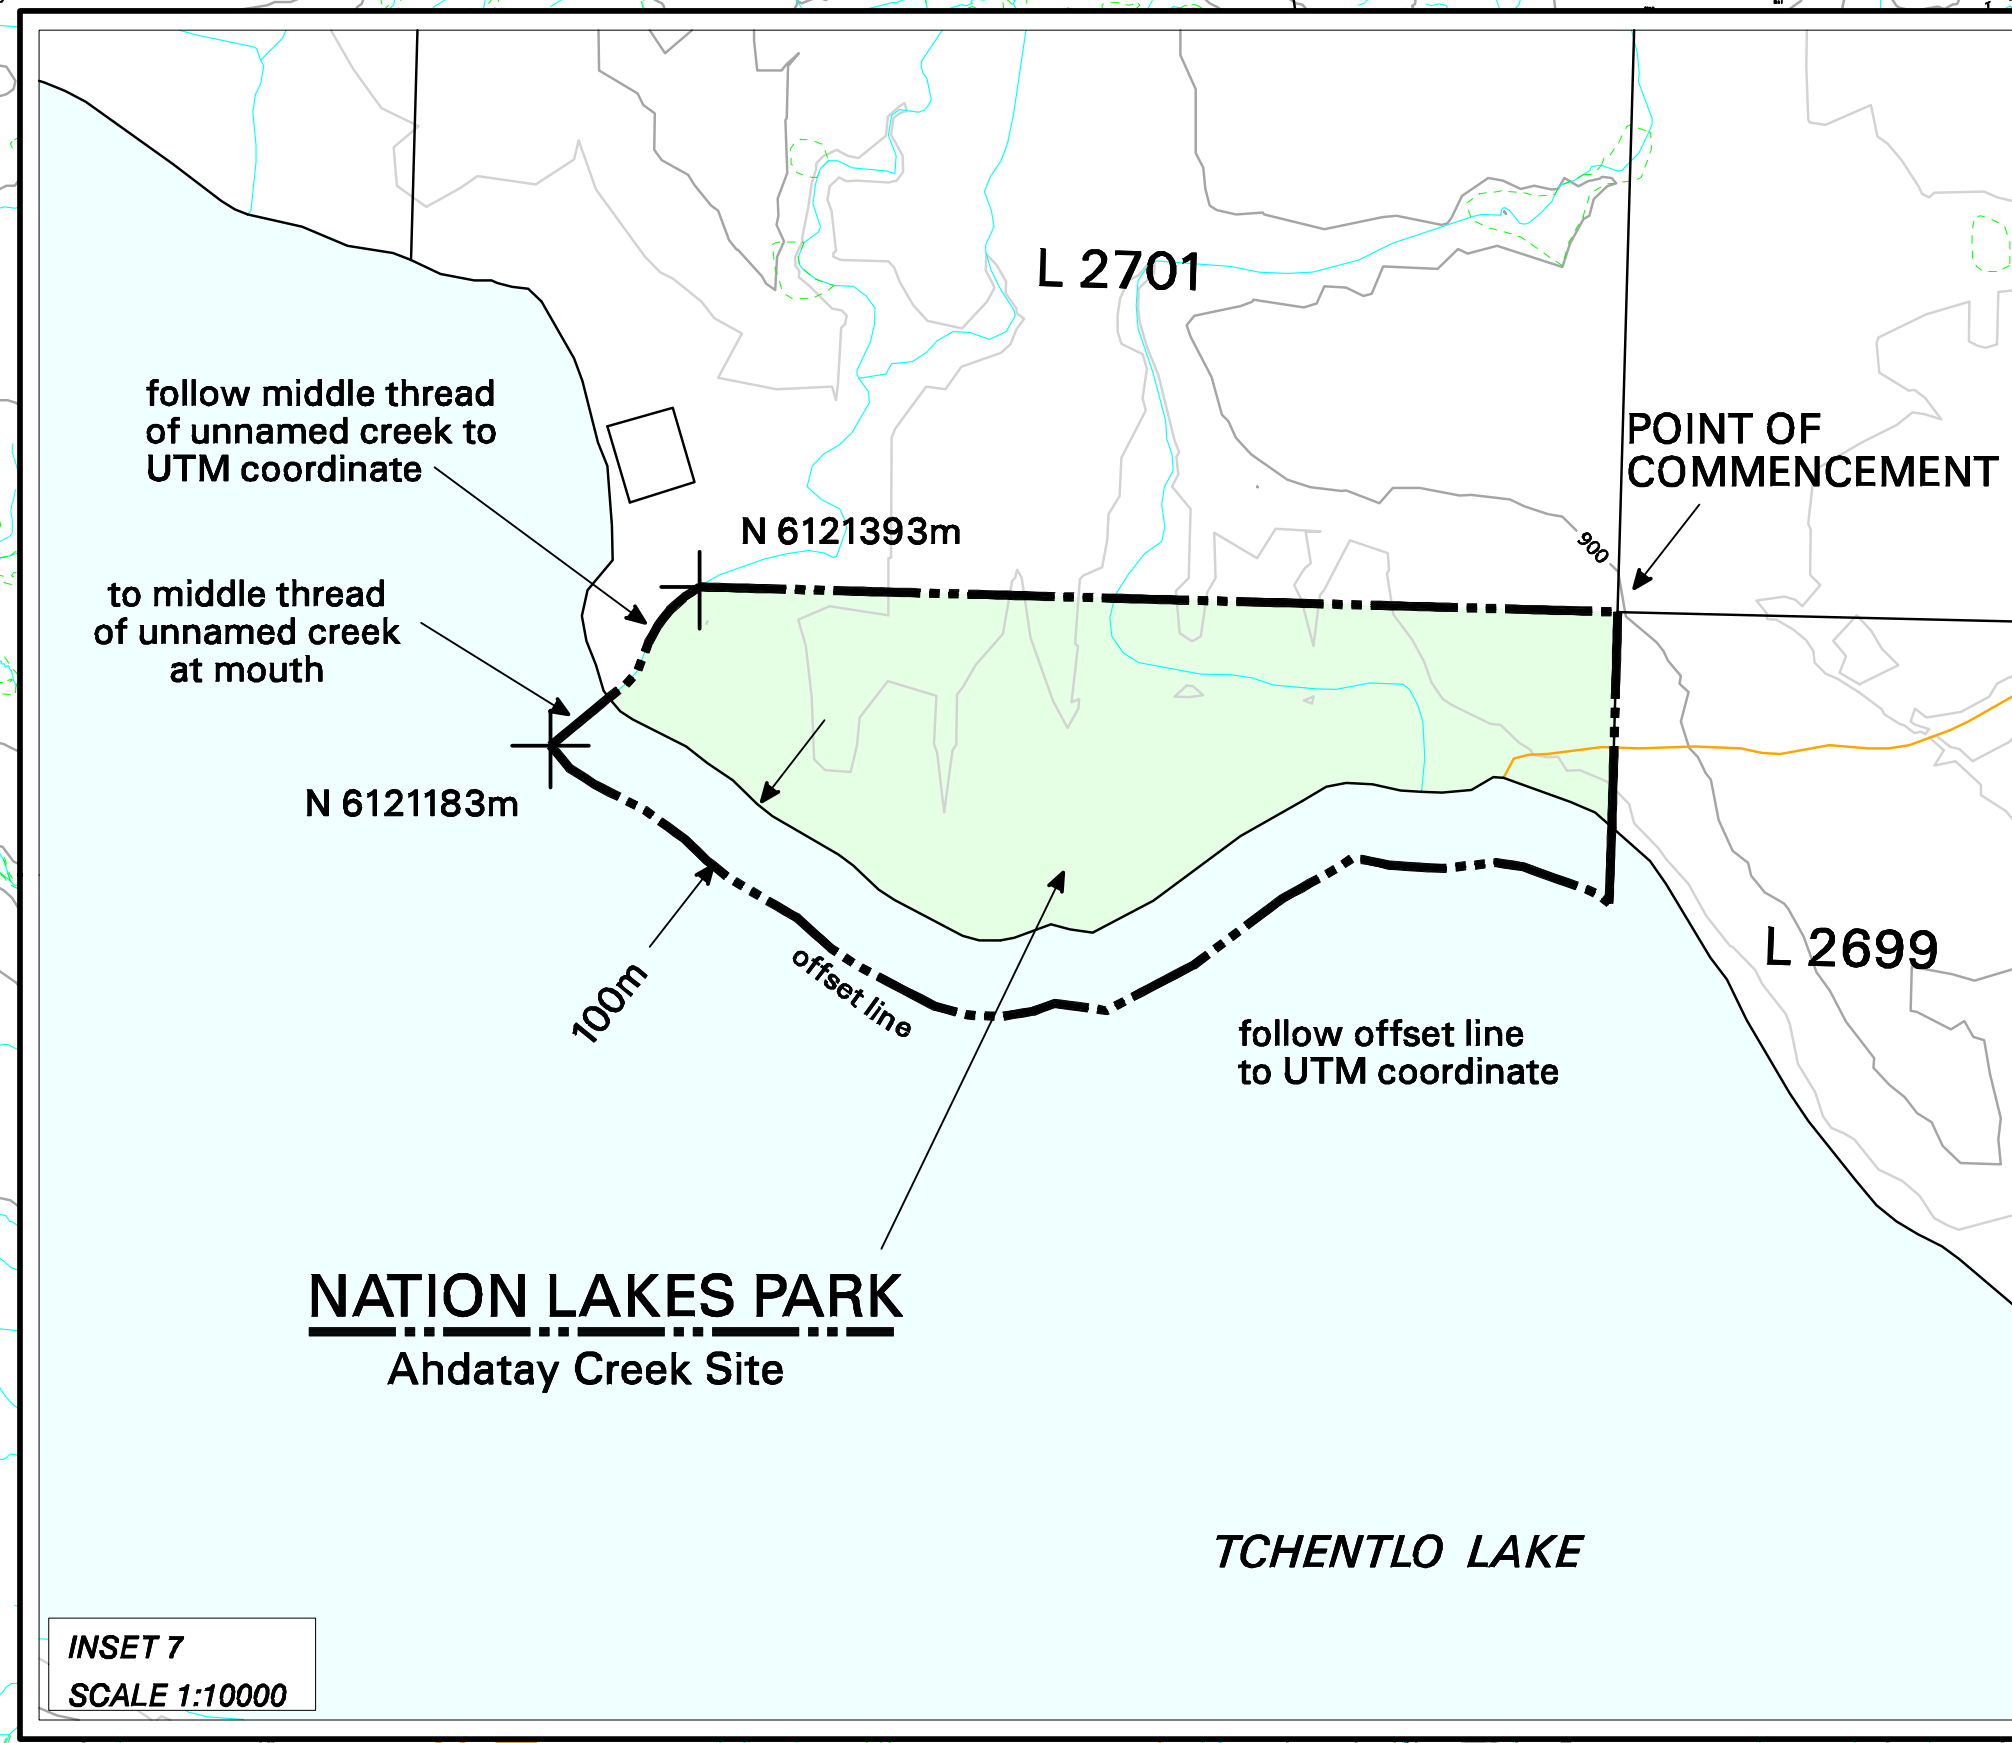 L 2701
follow middle thread
of unnamed creek to
UTM coordinate
POINT OF
COMMENCEMENT
N 6121393m
900
to middle thread
of unnamed creek
at mouth
N 6121183m
100m
offset line
L 2699
follow offset line
to UTM coordinate
NATION LAKES PARK
Ahdatay Creek Site
TCHENTLO LAKE
INSET 7
SCALE 1:10000